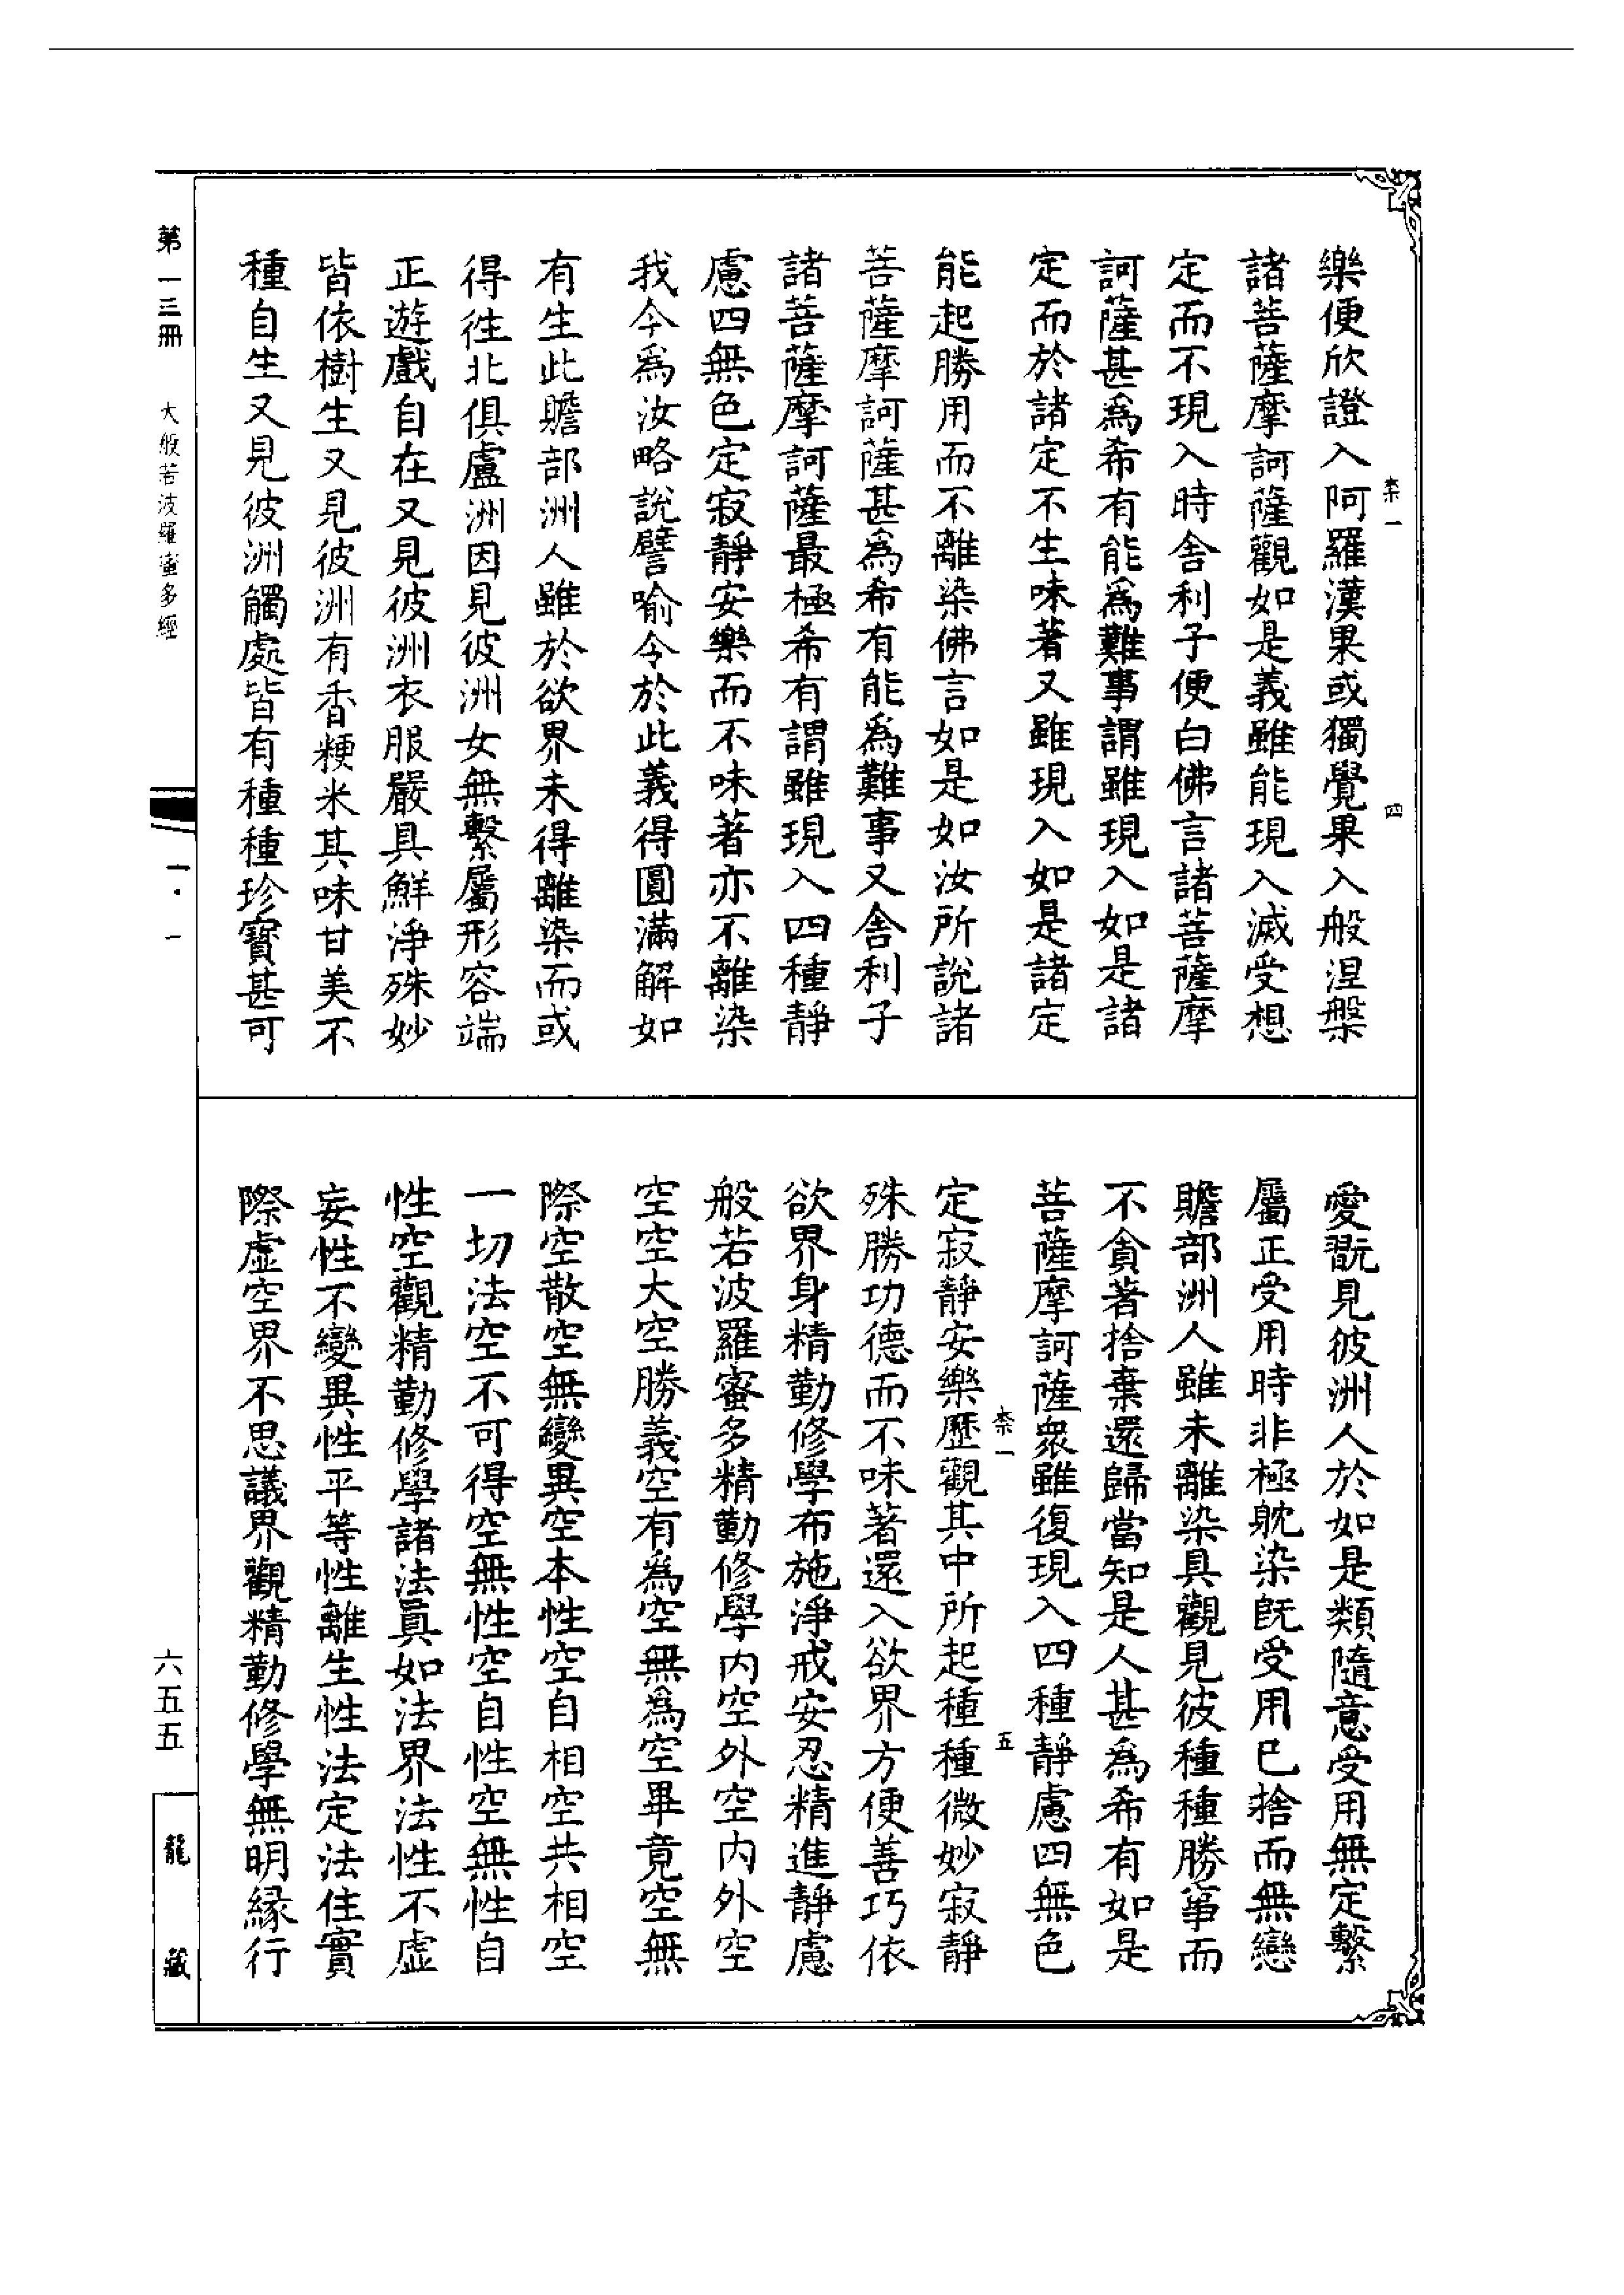 柰一
四
樂便欣證入阿羅漢果或獨覺果入般涅槃
諸菩薩摩訶薩觀如是義雖能現入滅受想
定而不現入時舍利子便白佛言諸菩薩摩
訶薩甚爲希有能爲難事謂雖現入如是諸
定而於諸定不生味著又雖現入如是諸定
能起勝用而不離染佛言如是如汝所說諸
菩薩摩訶薩甚爲希有能爲難事又舍利子
諸菩薩摩訶薩最極希有謂雖現入四種靜
慮四無色定寂靜安樂而不味著亦不離染
我今爲汝略說譬喻令於此義得圓滿解如
有生此贍部洲人雖於欲界未得離染而或
得往北俱盧洲因見彼洲女無繫屬形容端
正遊戲自在又見彼洲衣服嚴具鮮淨殊妙
皆依樹生又見彼洲有香粳米其味甘美不
種自生又見彼洲觸處皆有種種珍寶甚可
愛翫見彼洲人於如是類隨意受用無定繫
屬正受用時非極躭染既受用已捨而無戀
贍部洲人雖未離染具觀見彼種種勝事而
不貪著捨棄還歸當知是人甚爲希有如是
菩薩摩訶薩衆雖復現入四種靜慮四無色
柰一
五
定寂靜安樂歷觀其中所起種種微妙寂靜
殊勝功德而不味著還入欲界方便善巧依
欲界身精勤修學布施淨戒安忍精進靜慮
般若波羅蜜多精勤修學内空外空内外空
空空大空勝義空有爲空無爲空畢竟空無
際空散空無變異空本性空自相空共相空
一切法空不可得空無性空自性空無性自
性空觀精勤修學諸法眞如法界法性不虛
妄性不變異性平等性離生性法定法住實
際虛空界不思議界觀精勤修學無明緣行
第一三册
大般若波羅蜜多經
一·一
六五五
龍藏